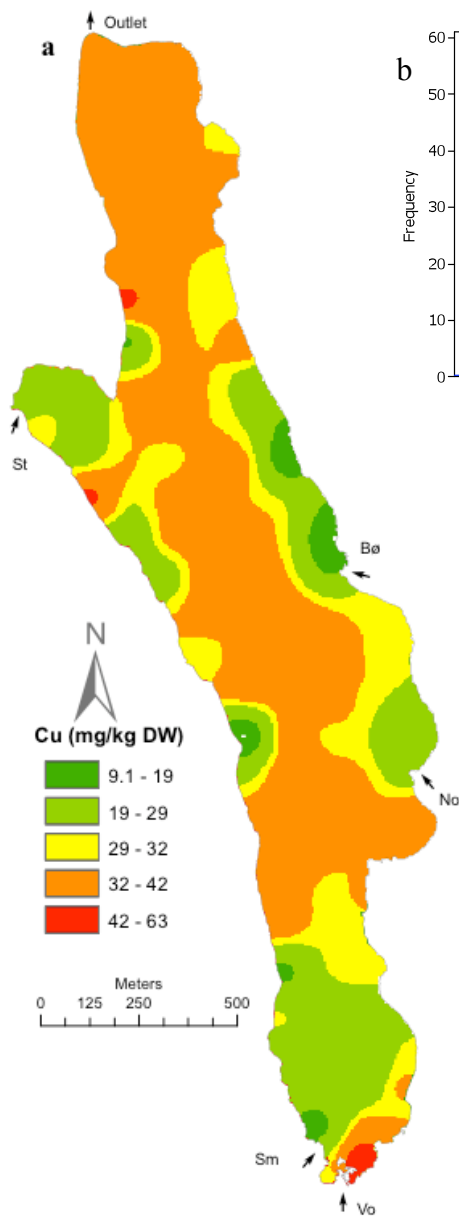 a
Outlet
b
60
50
40
30
20
10
0
Frequency
St
Bø
N
Cu (mg/kg DW)
9.1 - 19
19 - 29
29 - 32
32 - 42
42 - 63
No
Meters
0 125 250 500
Sm
Vo